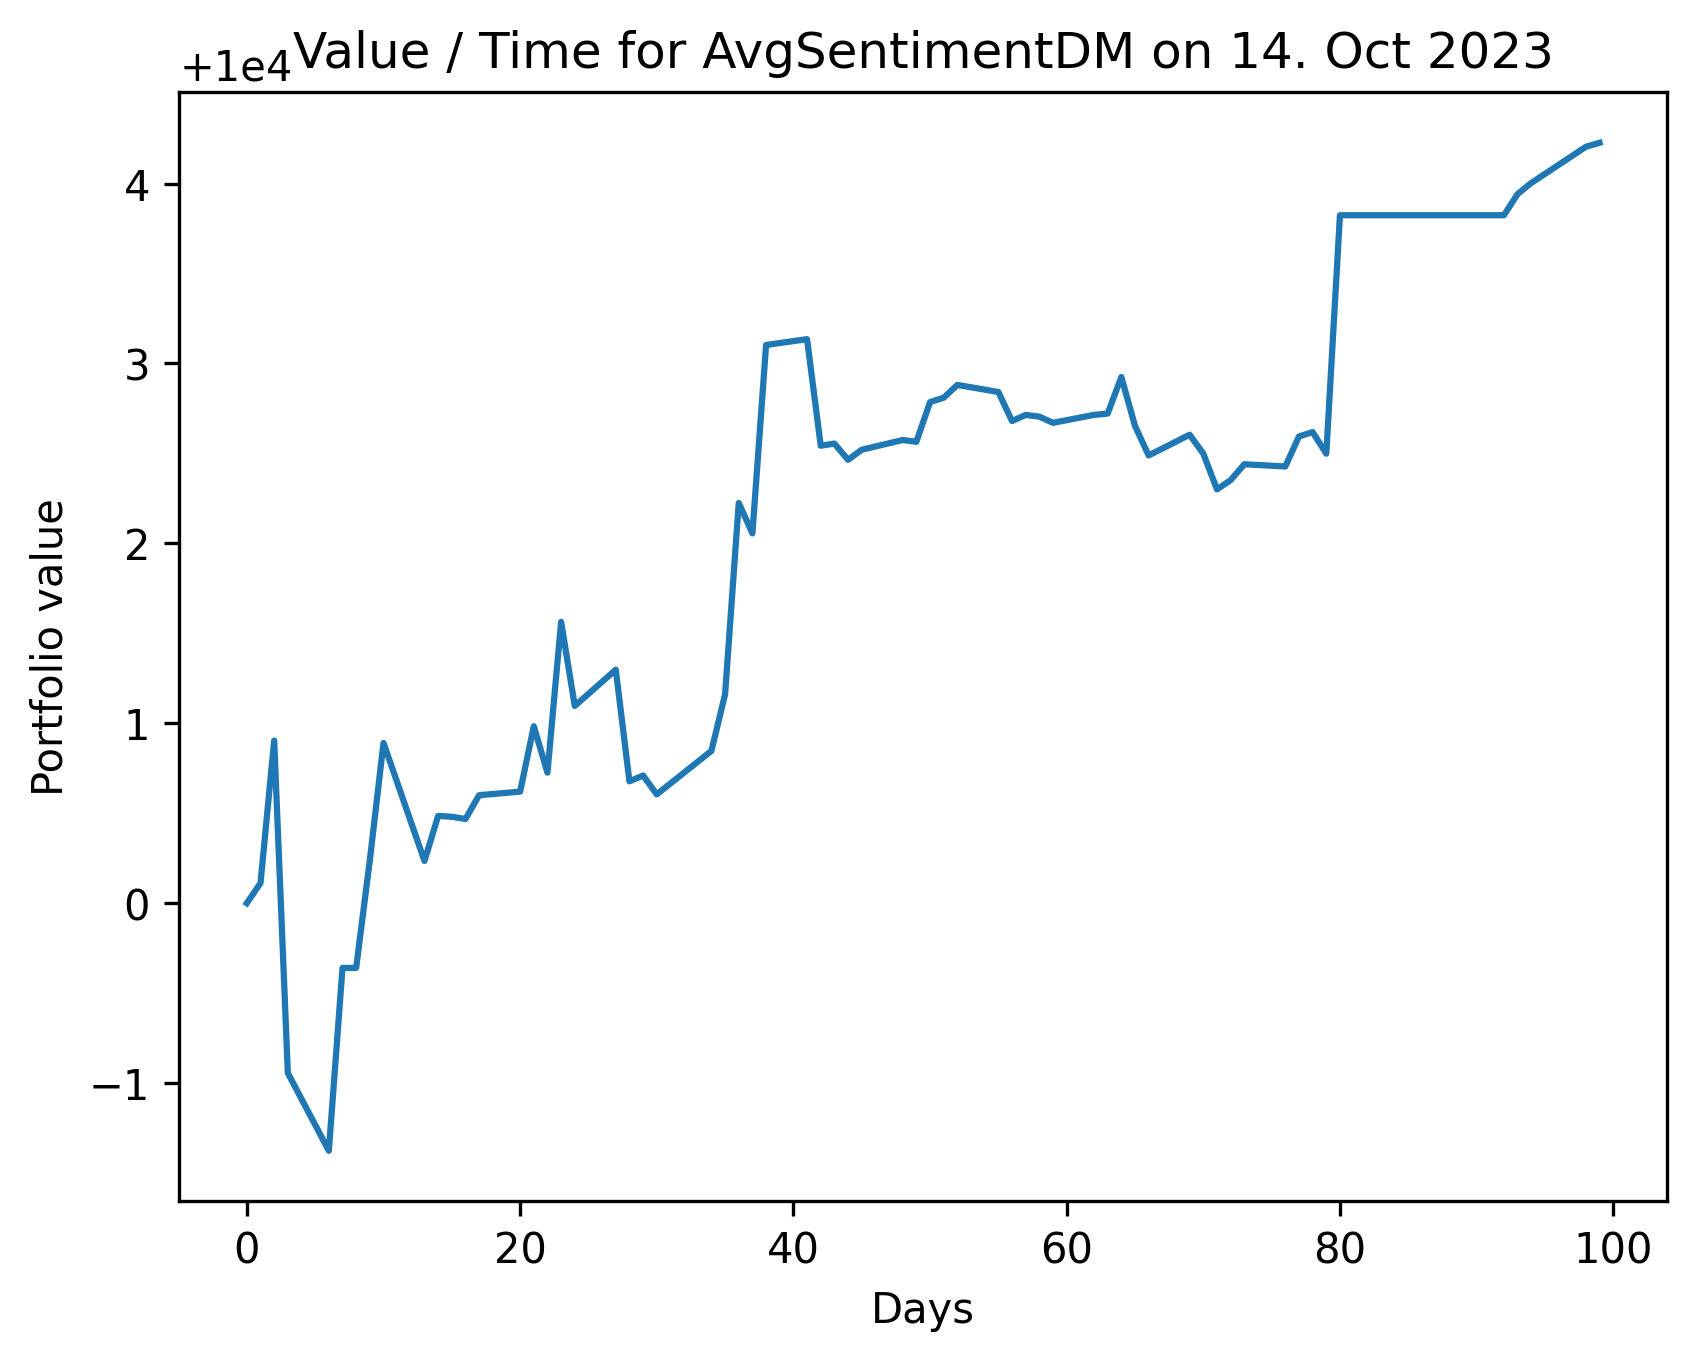 Value / Time for AvgSentimentDM on 14. Oct 2023
+1e4
4
3
2
1
0
−1
Portfolio value
0 20 40 60 80 100
Days